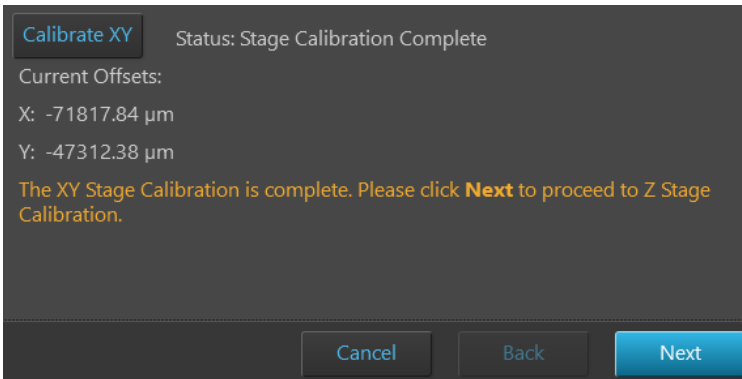 Calibrate XY
Status: Stage Calibration Complete
Current Offsets:
X: -71817.84 µm
Y: -47312.38 µm
The XY Stage Calibration is complete. Please click Next to proceed to Z Stage
Calibration.
Cancel
Back
Next